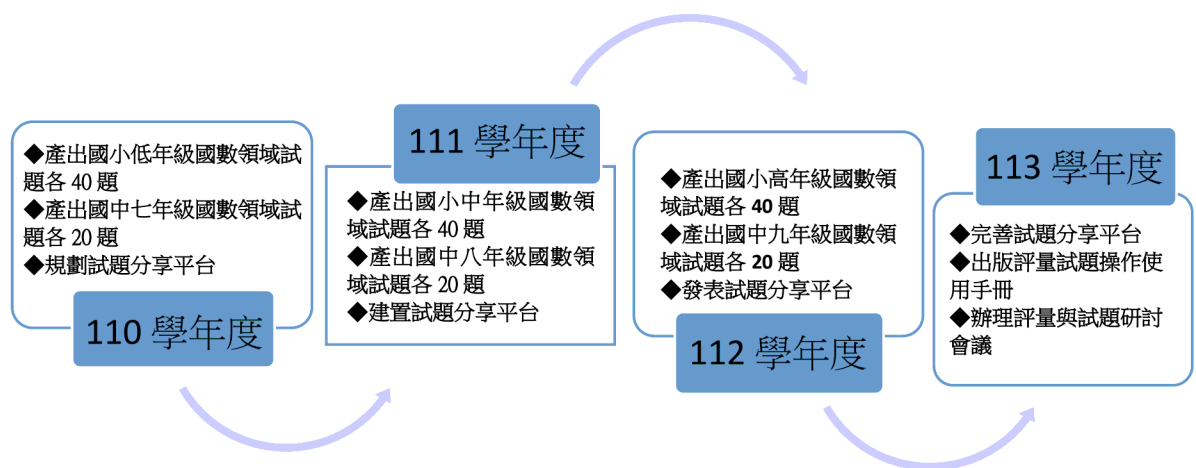 ◆產出國小低年級國數領域試
題各 40 題
◆產出國中七年級國數領域試
題各 20 題
◆規劃試題分享平台
110 學年度
111 學年度
◆產出國小中年級國數領
域試題各 40 題
◆產出國中八年級國數領
域試題各 20 題
◆建置試題分享平台
◆產出國小高年級國數領
域試題各 40 題
◆產出國中九年級國數領
域試題各 20 題
◆發表試題分享平台
112 學年度
113 學年度
◆完善試題分享平台
◆出版評量試題操作使
用手冊
◆辦理評量與試題研討
會議